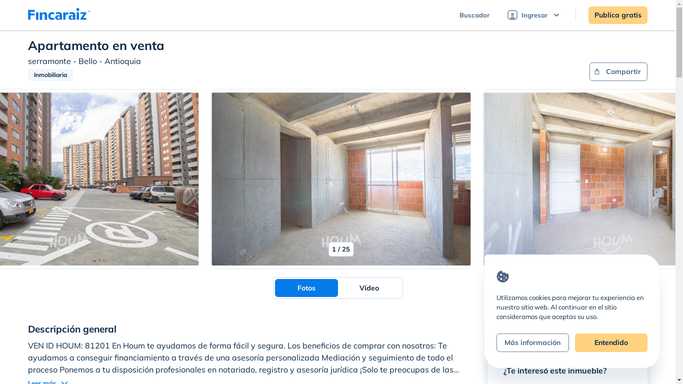 Fincaraiz
Buscador
Ingresar
Publica gratis
Apartamento en venta
serramonte - Bello - Antioquia
Inmobiliaria
Compartir
HOUM
HOUM
HOUM
1 / 25
Fotos
Video
Utilizamos cookies para mejorar tu experiencia en
nuestro sitio web. Al continuar en el sitio
consideramos que aceptas su uso.
Más información
Entendido
Descripción general
VEN ID HOUM: 81201 En Houm te ayudamos de forma fácil y segura. Los beneficios de comprar con nosotros: Te
ayudamos a conseguir financiamiento a través de una asesoría personalizada Mediación y seguimiento de todo el
proceso Ponemos a tu disposición profesionales en notariado, registro y asesoría jurídica ¡Solo te preocupas de las...
Leer más
¿Te interesó este inmueble?